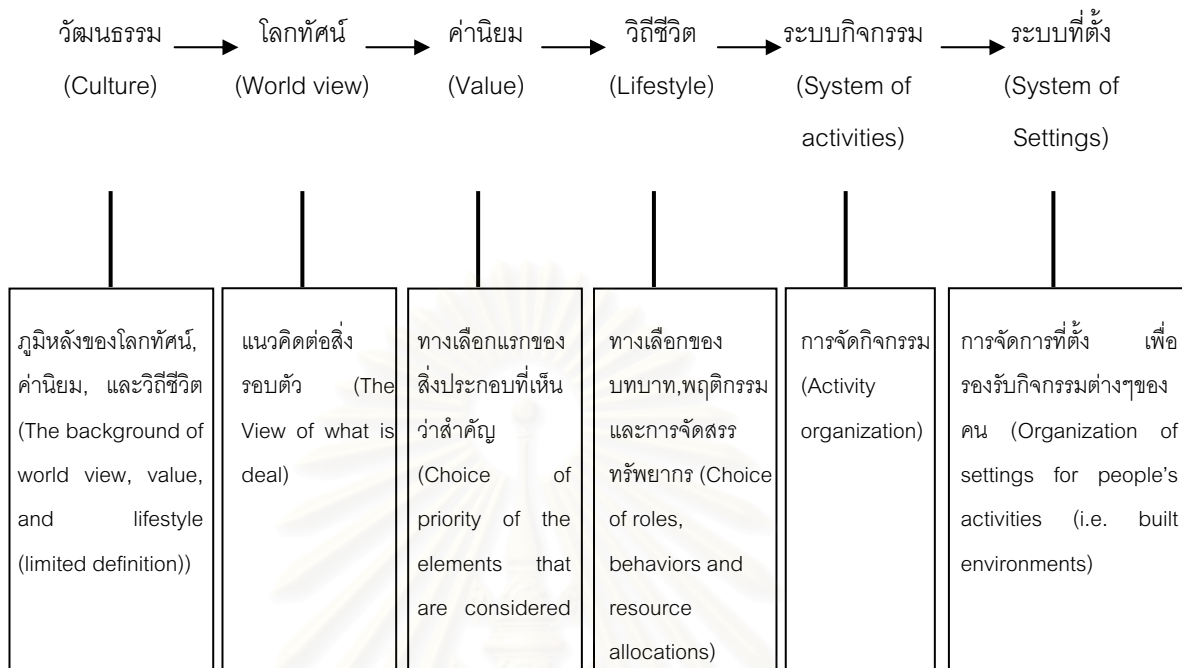 วัฒนธรรม
(Culture)
โลกทัศน์
(World view)
ค่านิยม
(Value)
วิถีชีวิต
(Lifestyle)
ระบบกิจกรรม
(System of
activities)
ระบบที่ตั้ง
(System of
Settings)
ภูมิหลังของโลกทัศน์,
ค่านิยม, และวิถีชีวิต
(The background of
world view, value,
and lifestyle
(limited definition))
แนวคิดต่อสิ่ง
รอบตัว (The
View of what is
deal)
ทางเลือกแรกของ
สิ่งประกอบที่เห็น
ว่าสำคัญ
(Choice of
priority of the
elements that
are considered
ทางเลือกของ
บทบาท,พฤติกรรม
และการจัดสรร
ทรัพยากร (Choice
of roles,
behaviors and
resource
allocations)
การจัดกิจกรรม
(Activity
organization)
การจัดการที่ตั้ง เพื่อ
รองรับกิจกรรมต่างๆของ
คน (Organization of
settings for people's
activities (i.e. built
environments)